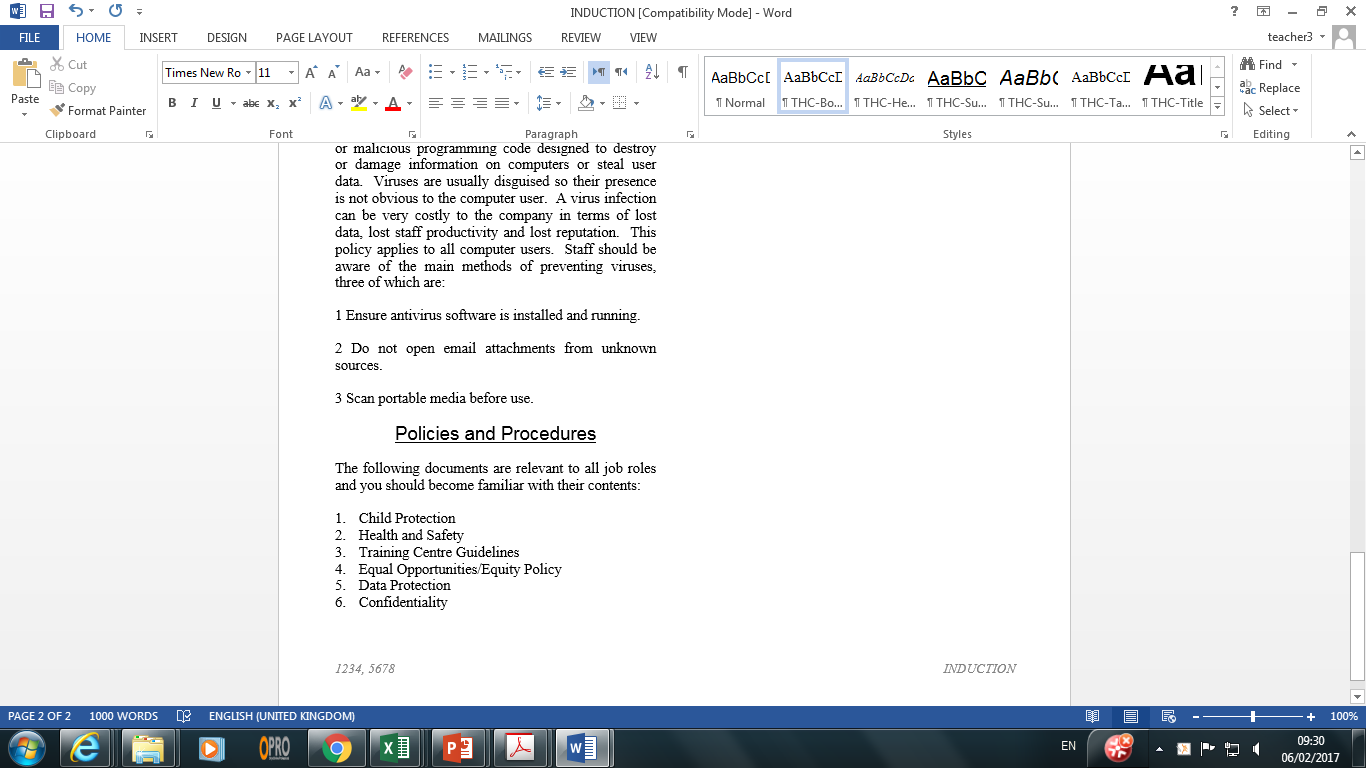 INDUCTION [Compatibility Mode] - Word
?
FILE HOME INSERT DESIGN PAGE LAYOUT REFERENCES MAILINGS REVIEW VIEW
teacher3
Paste
Cut
Copy
Format Painter
Clipboard
Times New Ro 11
Font
Paragraph
AaBbCcI AaBbCcD AaBbCcDc AaBbC AaBb( AaBbCcD Aa
¶ Normal ¶ THC-Bo... ¶ THC-He... ¶ THC-Su... ¶ THC-Su... ¶ THC-Ta... ¶ THC-Title
Styles
Find
Replace
Select
Editing
or malicious programming code designed to destroy
or damage information on computers or steal user
data. Viruses are usually disguised so their presence
is not obvious to the computer user. A virus infection
can be very costly to the company in terms of lost
data, lost staff productivity and lost reputation. This
policy applies to all computer users. Staff should be
aware of the main methods of preventing viruses,
three of which are:
1 Ensure antivirus software is installed and running.
2 Do not open email attachments from unknown
sources.
3 Scan portable media before use.
Policies and Procedures
The following documents are relevant to all job roles
and you should become familiar with their contents:
1. Child Protection
2. Health and Safety
3. Training Centre Guidelines
4. Equal Opportunities/Equity Policy
5. Data Protection
6. Confidentiality
1234, 5678
INDUCTION
PAGE 2 OF 2 1000 WORDS ENGLISH (UNITED KINGDOM)
100%
OPRO
EN
09:30
06/02/2017